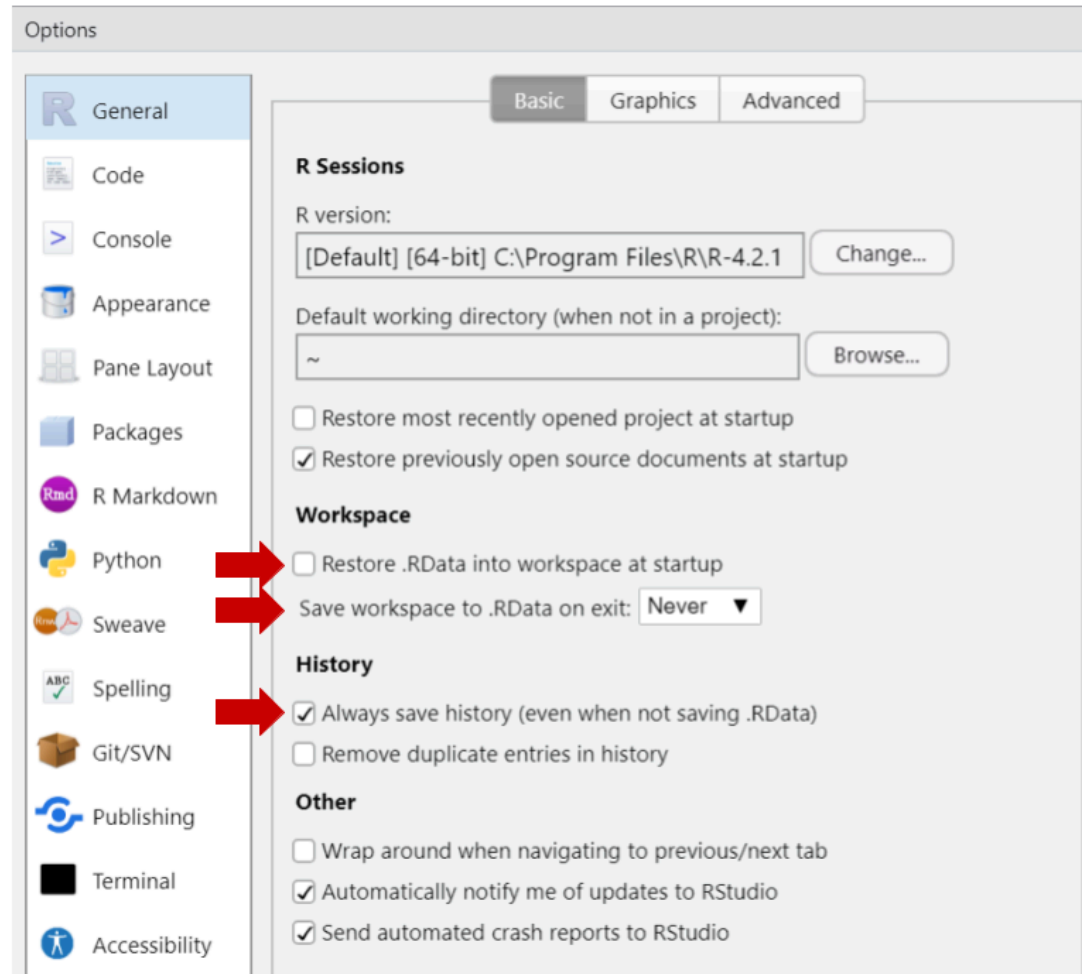 Options
General
Code
Console
Appearance
Pane Layout
Packages
Rmd R Markdown
Python
Sweave
ABC Spelling
Git/SVN
Publishing
Terminal
Accessibility
Basic Graphics Advanced
R Sessions
R version:
[Default] [64-bit] C:\Program Files\R\R-4.2.1 Change...
Default working directory (when not in a project):
~ Browse...
Restore most recently opened project at startup
Restore previously open source documents at startup
Workspace
Restore .RData into workspace at startup
Save workspace to .RData on exit: Never
History
Always save history (even when not saving .RData)
Remove duplicate entries in history
Other
Wrap around when navigating to previous/next tab
Automatically notify me of updates to RStudio
Send automated crash reports to RStudio